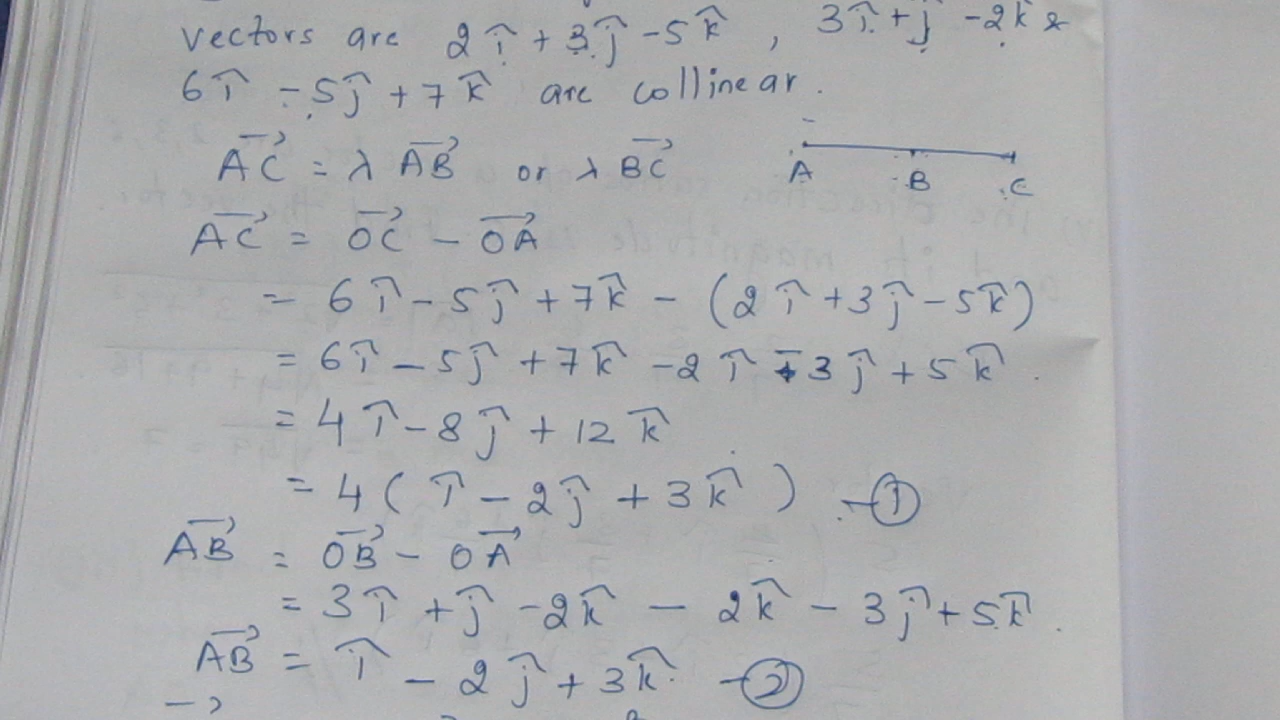 vectors are 2î + 3ĵ - 5k̂ , 3î + ĵ - 2k̂ &
6î - 5ĵ + 7k̂ are collinear.
AC⃗ = λ AB⃗ or λ BC⃗
A B C
AC⃗ = OC⃗ - OA⃗
= 6î - 5ĵ + 7k̂ - (2î + 3ĵ - 5k̂)
= 6î - 5ĵ + 7k̂ - 2î - 3ĵ + 5k̂
= 4î - 8ĵ + 12k̂
= 4(î - 2ĵ + 3k̂) - ①
AB⃗ = OB⃗ - OA⃗
= 3î + ĵ - 2k̂ - 2k̂ - 3ĵ + 5k̂
AB⃗ = î - 2ĵ + 3k̂ - ②